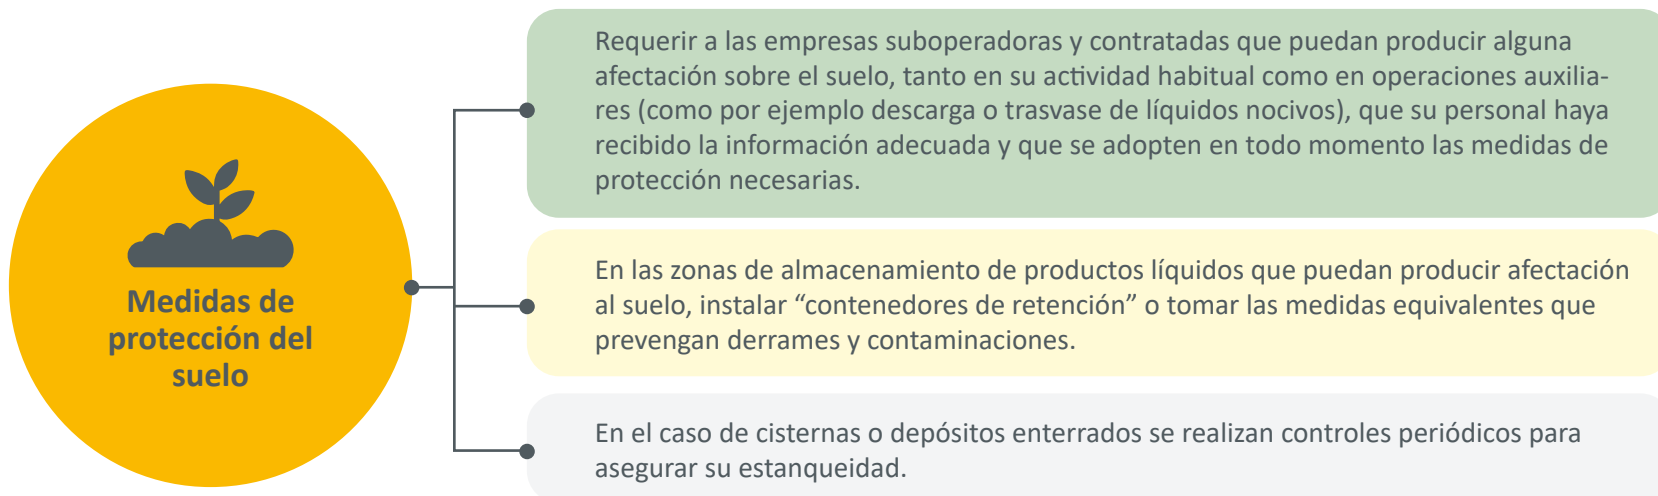 Medidas de
protección del
suelo
Requerir a las empresas suboperadoras y contratadas que puedan producir alguna
afectación sobre el suelo, tanto en su actividad habitual como en operaciones auxilia-
res (como por ejemplo descarga o trasvase de líquidos nocivos), que su personal haya
recibido la información adecuada y que se adopten en todo momento las medidas de
protección necesarias.
En las zonas de almacenamiento de productos líquidos que puedan producir afectación
al suelo, instalar “contenedores de retención” o tomar las medidas equivalentes que
prevengan derrames y contaminaciones.
En el caso de cisternas o depósitos enterrados se realizan controles periódicos para
asegurar su estanqueidad.